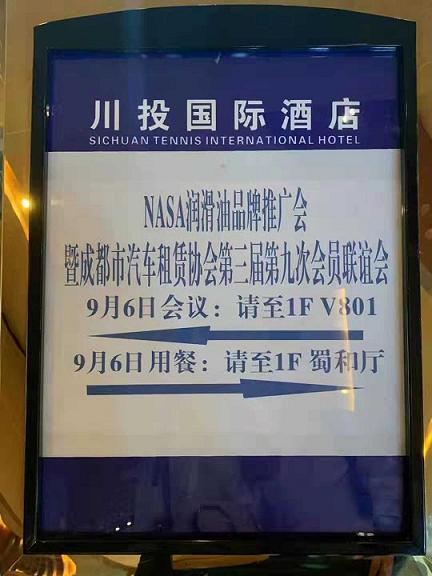 川投国际酒店
SICHUAN TENNIS INTERNATIONAL HOTEL
NASA润滑油品牌推广会
暨成都市汽车租赁协会第三届第九次会员联谊会
9月6日会议：请至1F V801
9月6日用餐：请至1F 蜀和厅